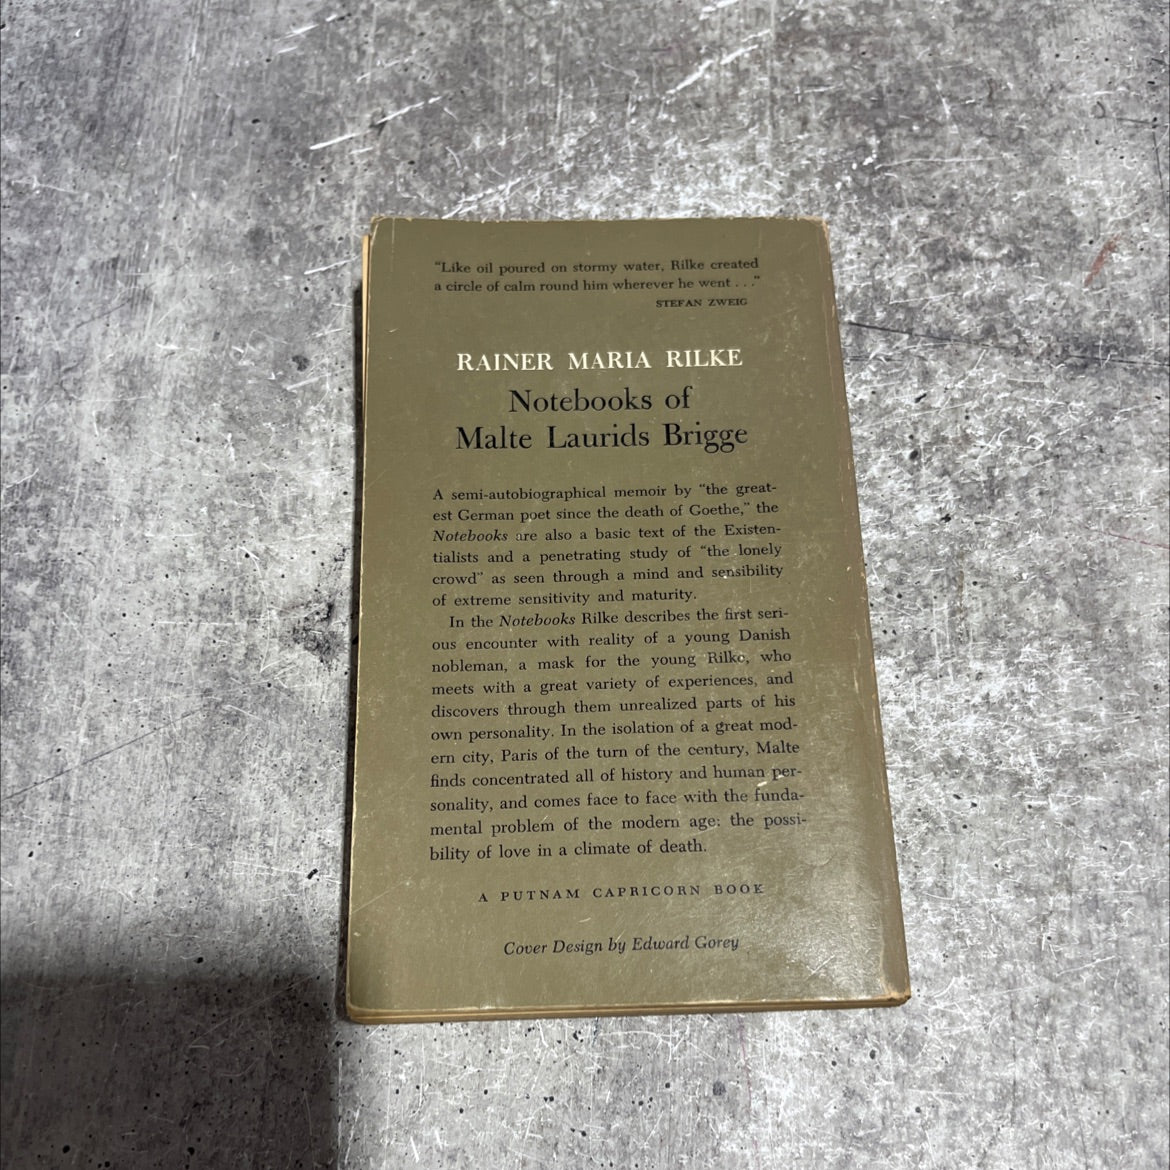 “Like oil poured on stormy water, Rilke created
a circle of calm round him wherever he went . . .”
STEFAN ZWEIG
RAINER MARIA RILKE
Notebooks of
Malte Laurids Brigge
A semi-autobiographical memoir by “the great-
est German poet since the death of Goethe,” the
Notebooks are also a basic text of the Existen-
tialists and a penetrating study of “the lonely
crowd” as seen through a mind and sensibility
of extreme sensitivity and maturity.
In the Notebooks Rilke describes the first seri-
ous encounter with reality of a young Danish
nobleman, a mask for the young Rilke, who
meets with a great variety of experiences, and
discovers through them unrealized parts of his
own personality. In the isolation of a great mod-
ern city, Paris of the turn of the century, Malte
finds concentrated all of history and human per-
sonality, and comes face to face with the funda-
mental problem of the modern age: the possi-
bility of love in a climate of death.
A PUTNAM CAPRICORN BOOK
Cover Design by Edward Gorey